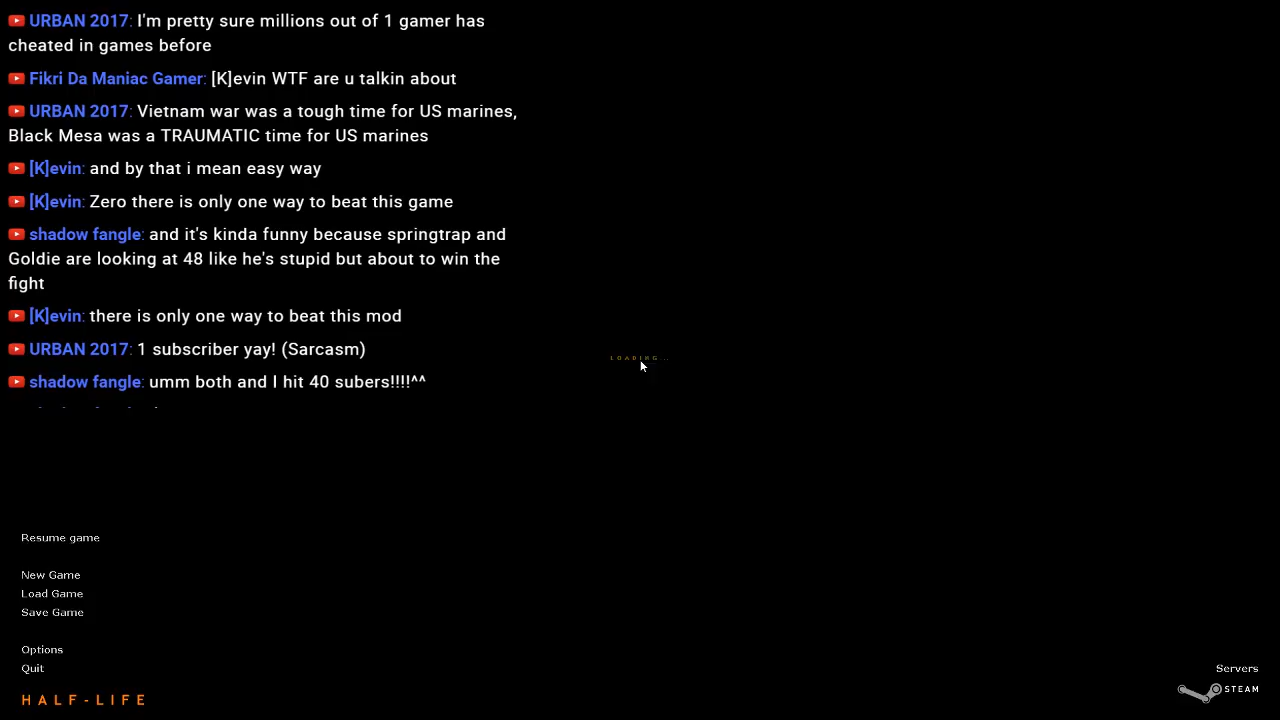 URBAN 2017: I'm pretty sure millions out of 1 gamer has
cheated in games before
Fikri Da Maniac Gamer: [K]evin WTF are u talkin about
URBAN 2017: Vietnam war was a tough time for US marines,
Black Mesa was a TRAUMATIC time for US marines
[K]evin: and by that i mean easy way
[K]evin: Zero there is only one way to beat this game
shadow fangle: and it's kinda funny because springtrap and
Goldie are looking at 48 like he's stupid but about to win the
fight
[K]evin: there is only one way to beat this mod
URBAN 2017: 1 subscriber yay! (Sarcasm)
shadow fangle: umm both and I hit 40 subers!!!!^^
LOADING...
Resume game
New Game
Load Game
Save Game
Options
Quit
HALF-LIFE
Servers
STEAM